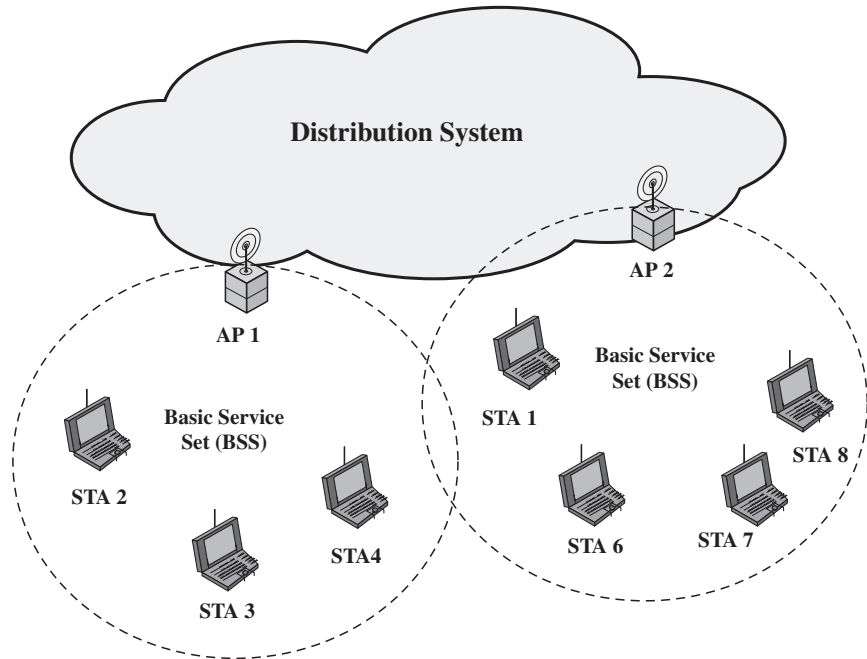 Distribution System
AP 2
AP 1
Basic Service
Set (BSS)
STA 1
STA 8
Basic Service
Set (BSS)
STA 2
STA4
STA 6
STA 7
STA 3